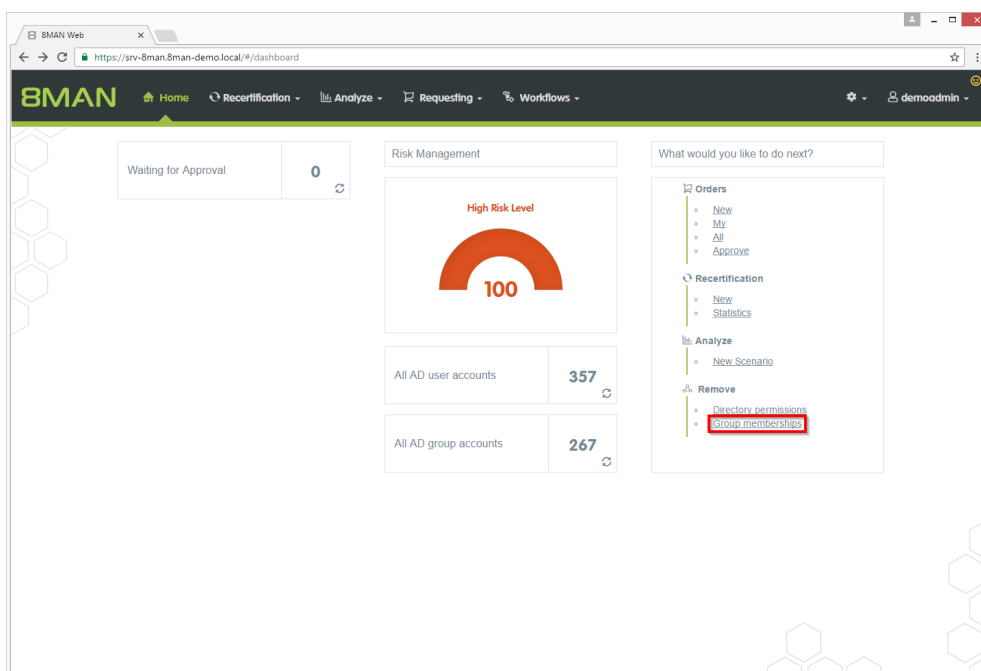 8MAN Web
https://srv-8man.8man-demo.local/#/dashboard
8MAN Home Recertification Analyze Requesting Workflows demoadmin
Waiting for Approval 0
Risk Management
High Risk Level
100
All AD user accounts 357
All AD group accounts 267
What would you like to do next?
Orders
New
My
All
Approve
Recertification
New
Statistics
Analyze
New Scenario
Remove
Directory permissions
Group memberships